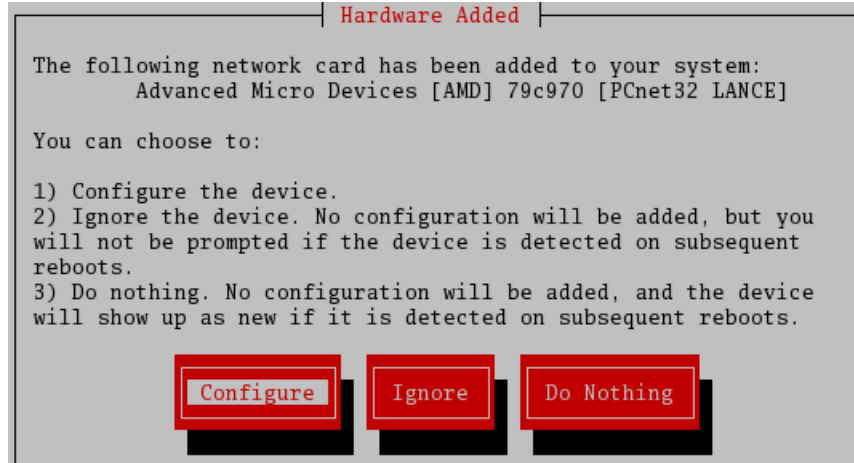 Hardware Added
The following network card has been added to your system:
Advanced Micro Devices [AMD] 79c970 [PCnet32 LANCE]
You can choose to:
1) Configure the device.
2) Ignore the device. No configuration will be added, but you
will not be prompted if the device is detected on subsequent
reboots.
3) Do nothing. No configuration will be added, and the device
will show up as new if it is detected on subsequent reboots.
Configure Ignore Do Nothing